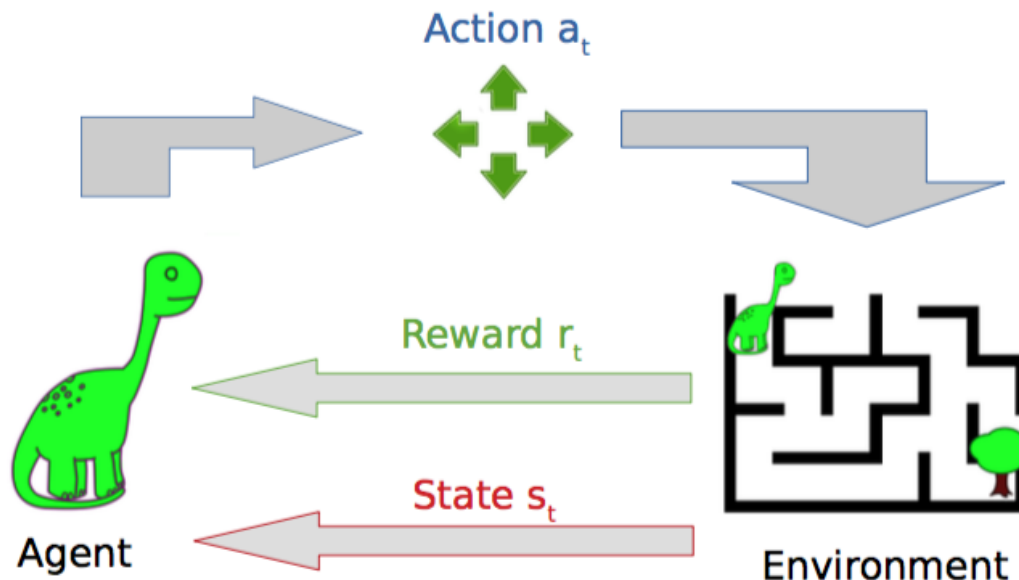 Action aₜ
Reward rₜ
State sₜ
Agent
Environment